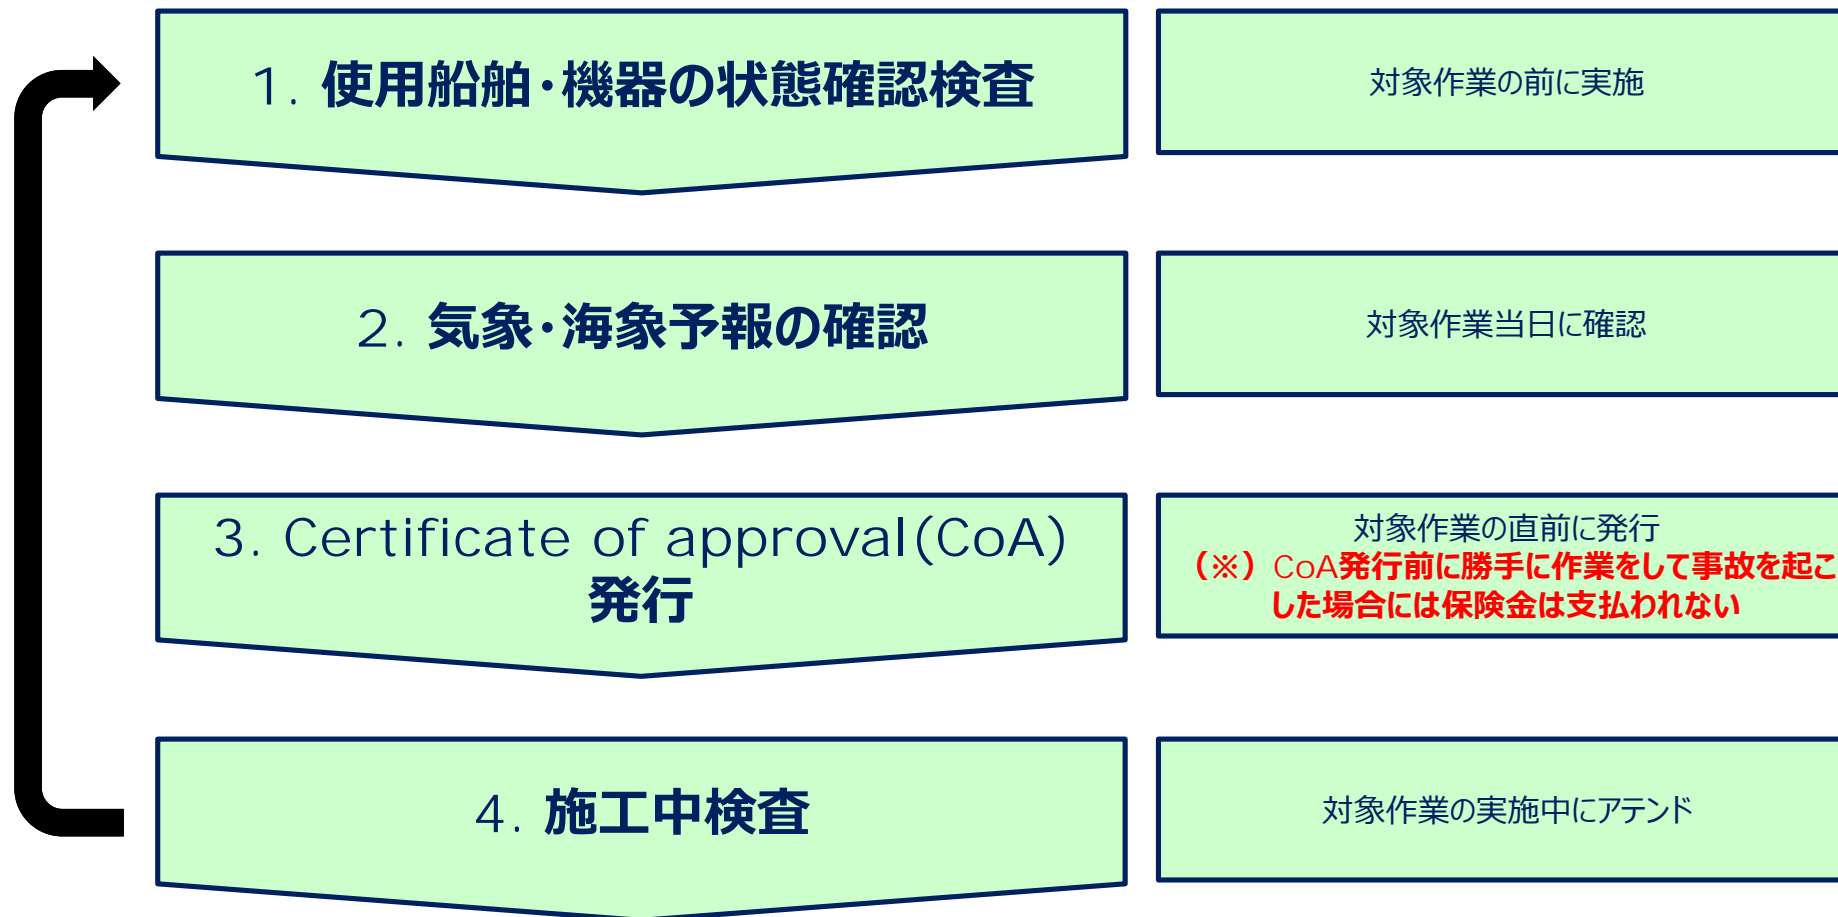 1. 使用船舶・機器の状態確認検査
対象作業の前に実施
2. 気象・海象予報の確認
対象作業当日に確認
3. Certificate of approval(CoA)
発行
対象作業の直前に発行
（※）CoA発行前に勝手に作業をして事故を起こ
した場合には保険金は支払われない
4. 施工中検査
対象作業の実施中にアテンド